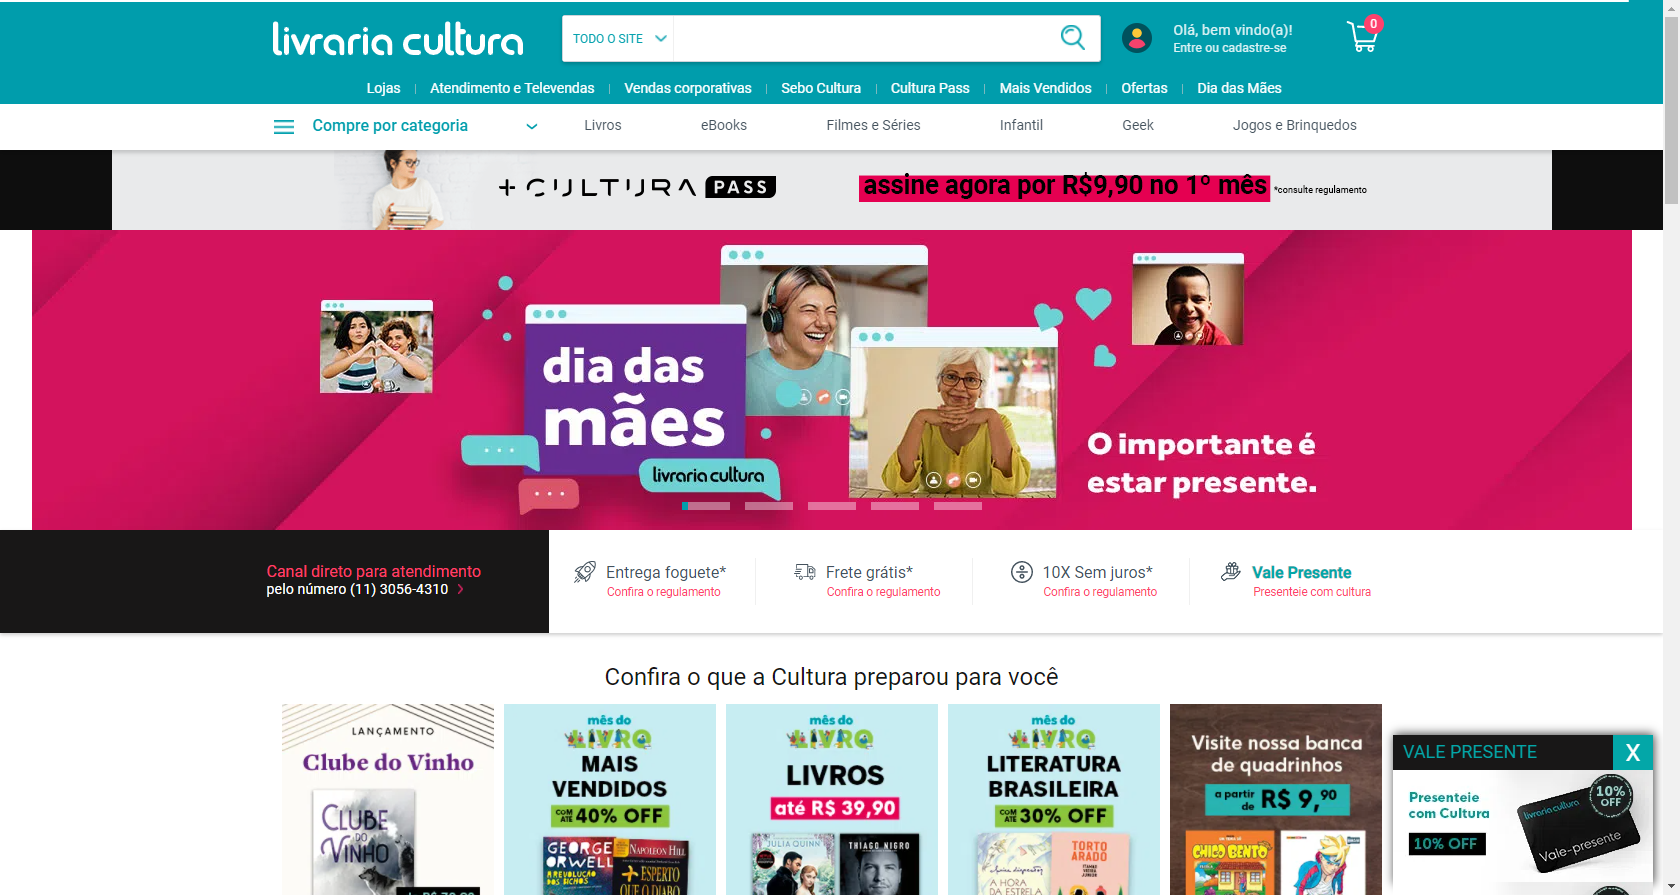 livraria cultura
TODO O SITE
Olá, bem vindo(a)!
Entre ou cadastre-se
0
Lojas
Atendimento e Televendas
Vendas corporativas
Sebo Cultura
Cultura Pass
Mais Vendidos
Ofertas
Dia das Mães
Compre por categoria
Livros
eBooks
Filmes e Séries
Infantil
Geek
Jogos e Brinquedos
+ CULTURA PASS
assine agora por R$9,90 no 1º mês *consulte regulamento
dia das
mães
livraria cultura
O importante é
estar presente.
Canal direto para atendimento
pelo número (11) 3056-4310
Entrega foguete*
Confira o regulamento
Frete grátis*
Confira o regulamento
10X Sem juros*
Confira o regulamento
Vale Presente
Presenteie com cultura
Confira o que a Cultura preparou para você
LANÇAMENTO
Clube do Vinho
CLUBE
DO
VINHO
mês do
LIVRO
MAIS
VENDIDOS
COM ATÉ 40% OFF
GEORGE
ORWELL
A REVOLUÇÃO
DOS BICHOS
NAPOLEON HILL
+ ESPERTO
QUE O DIABO
mês do
LIVRO
LIVROS
até R$ 39,90
JULIA QUINN
THIAGO NIGRO
mês do
LIVRO
LITERATURA
BRASILEIRA
COM ATÉ 30% OFF
A HORA
DA ESTRELA
TORTO
ARADO
ITAMAR
VIEIRA
JUNIOR
Visite nossa banca
de quadrinhos
a partir de R$ 9,90
CHICO BENTO
VALE PRESENTE
X
Presenteie
com Cultura
10% OFF
livraria cultura
10%
OFF
Vale-presente